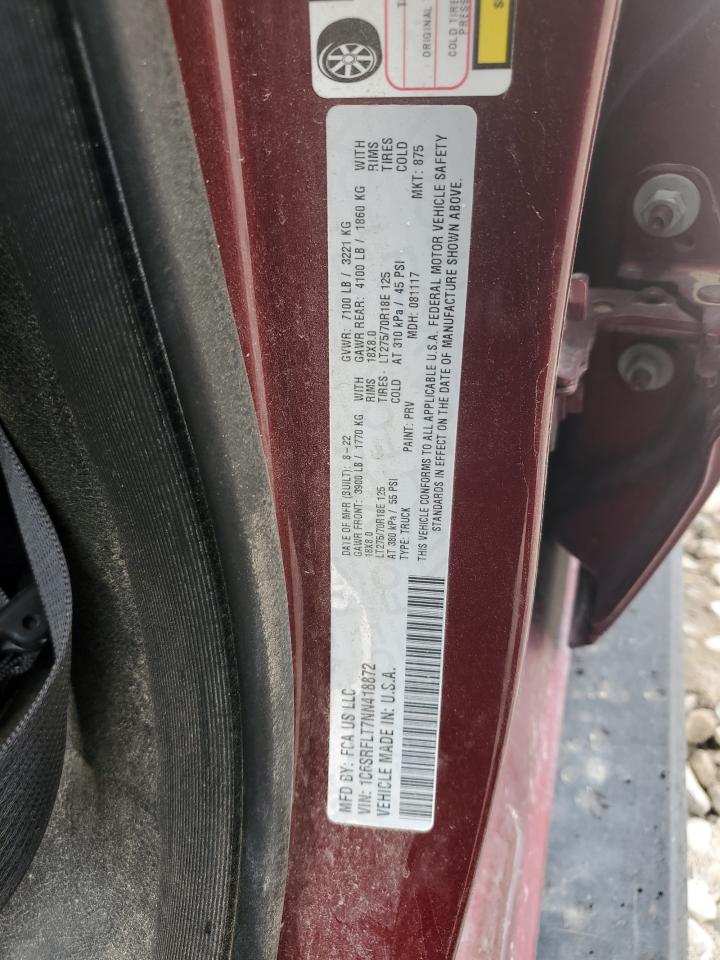 ORIGINAL
COLD TIRE
PRESS
MFD BY: FCA US LLC
VIN: 1C6SRFLT7NN418872
VEHICLE MADE IN: U.S.A.
DATE OF MFR (BUILT): 8-22 GVWR: 7100 LB / 3221 KG
GAWR FRONT: 3900 LB / 1770 KG WITH GAWR REAR: 4100 LB / 1860 KG WITH
18X8.0 RIMS 18X8.0 RIMS
LT275/70R18E 125 TIRES LT275/70R18E 125 TIRES
AT 380 kPa / 55 PSI COLD AT 310 kPa / 45 PSI COLD
TYPE: TRUCK PAINT: PRV MDH: 081117 MKT: 875
THIS VEHICLE CONFORMS TO ALL APPLICABLE U.S.A. FEDERAL MOTOR VEHICLE SAFETY
STANDARDS IN EFFECT ON THE DATE OF MANUFACTURE SHOWN ABOVE.